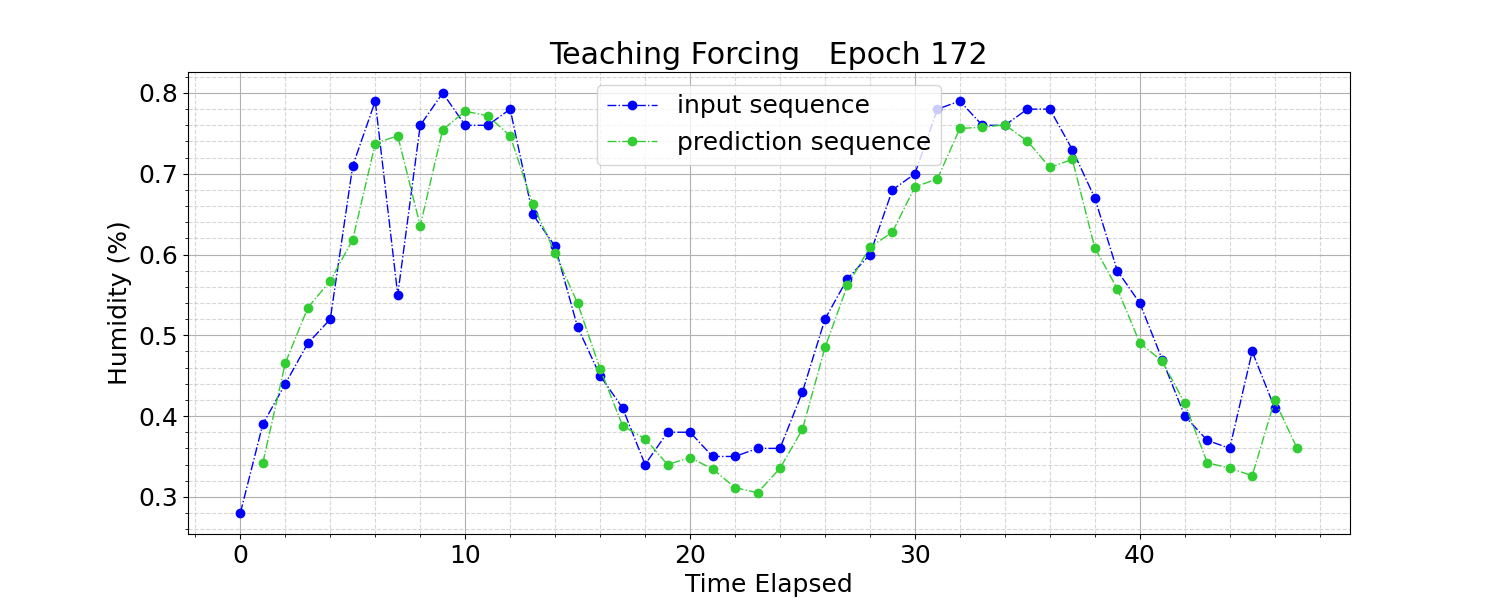 Teaching Forcing   Epoch 172
input sequence
prediction sequence
Humidity (%)
0.8
0.7
0.6
0.5
0.4
0.3
0 10 20 30 40
Time Elapsed